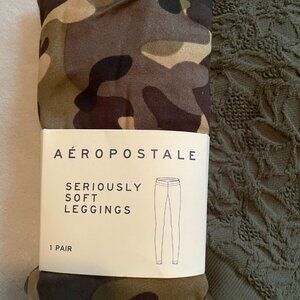 AÉROPOSTALE
SERIOUSLY
SOFT
LEGGINGS
1 PAIR